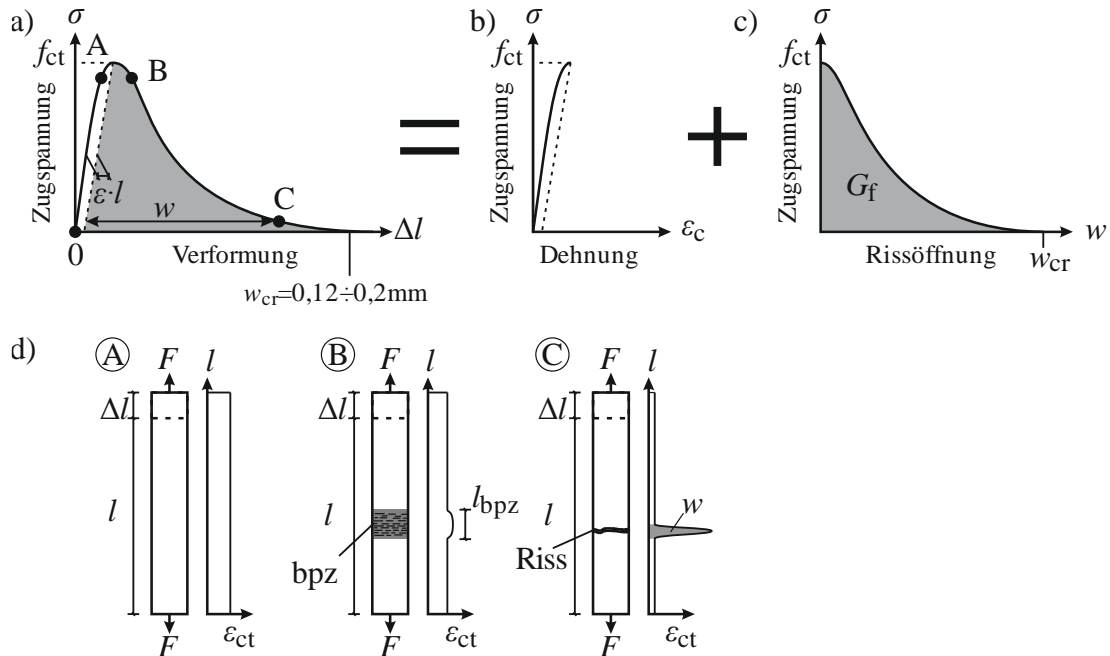 a)
σ
f_ct
Zugspannung
A
B
ε·l
w
C
0
Verformung
Δl
w_cr=0,12÷0,2mm
b)
σ
f_ct
Zugspannung
Dehnung
ε_c
c)
σ
f_ct
Zugspannung
G_f
Rissöffnung
w
w_cr
d)
A
F
l
Δl
l
F
ε_ct
B
F
l
Δl
l
l_bpz
bpz
F
ε_ct
C
F
l
Δl
l
w
Riss
F
ε_ct